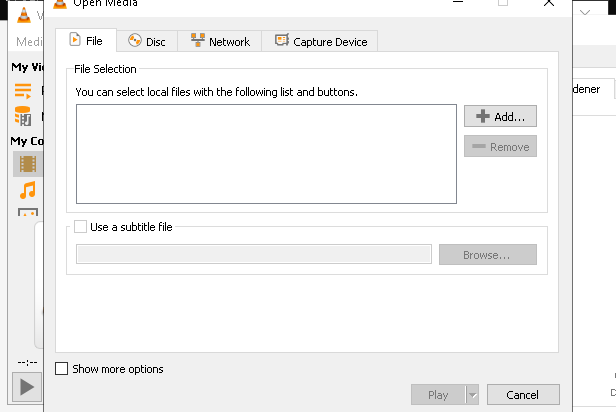 Open Media
Medi
File
Disc
Network
Capture Device
My Vi
File Selection
You can select local files with the following list and buttons.
dener
Add...
My Co
Remove
Use a subtitle file
Browse...
--:--
Show more options
Play
Cancel